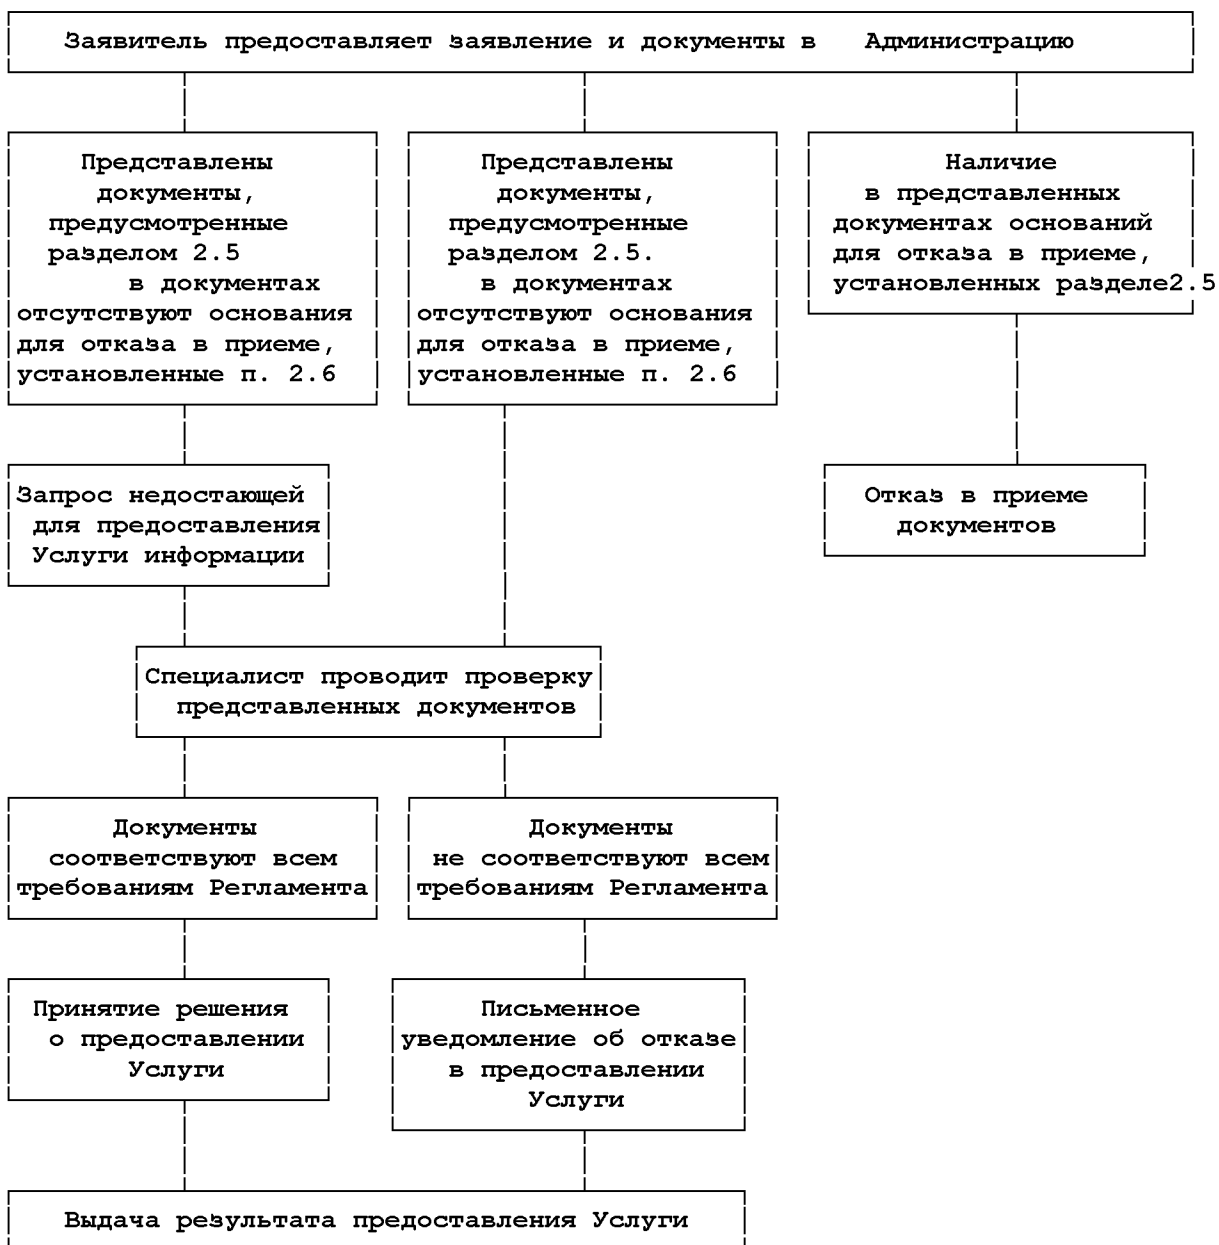 Заявитель предоставляет заявление и документы в Администрацию
Представлены
документы,
предусмотренные
разделом 2.5
в документах
отсутствуют основания
для отказа в приеме,
установленные п. 2.6
Представлены
документы,
предусмотренные
разделом 2.5.
в документах
отсутствуют основания
для отказа в приеме,
установленные п. 2.6
Наличие
в представленных
документах оснований
для отказа в приеме,
установленных разделе2.5
Запрос недостающей
для предоставления
Услуги информации
Отказ в приеме
документов
Специалист проводит проверку
представленных документов
Документы
соответствуют всем
требованиям Регламента
Документы
не соответствуют всем
требованиям Регламента
Принятие решения
о предоставлении
Услуги
Письменное
уведомление об отказе
в предоставлении
Услуги
Выдача результата предоставления Услуги